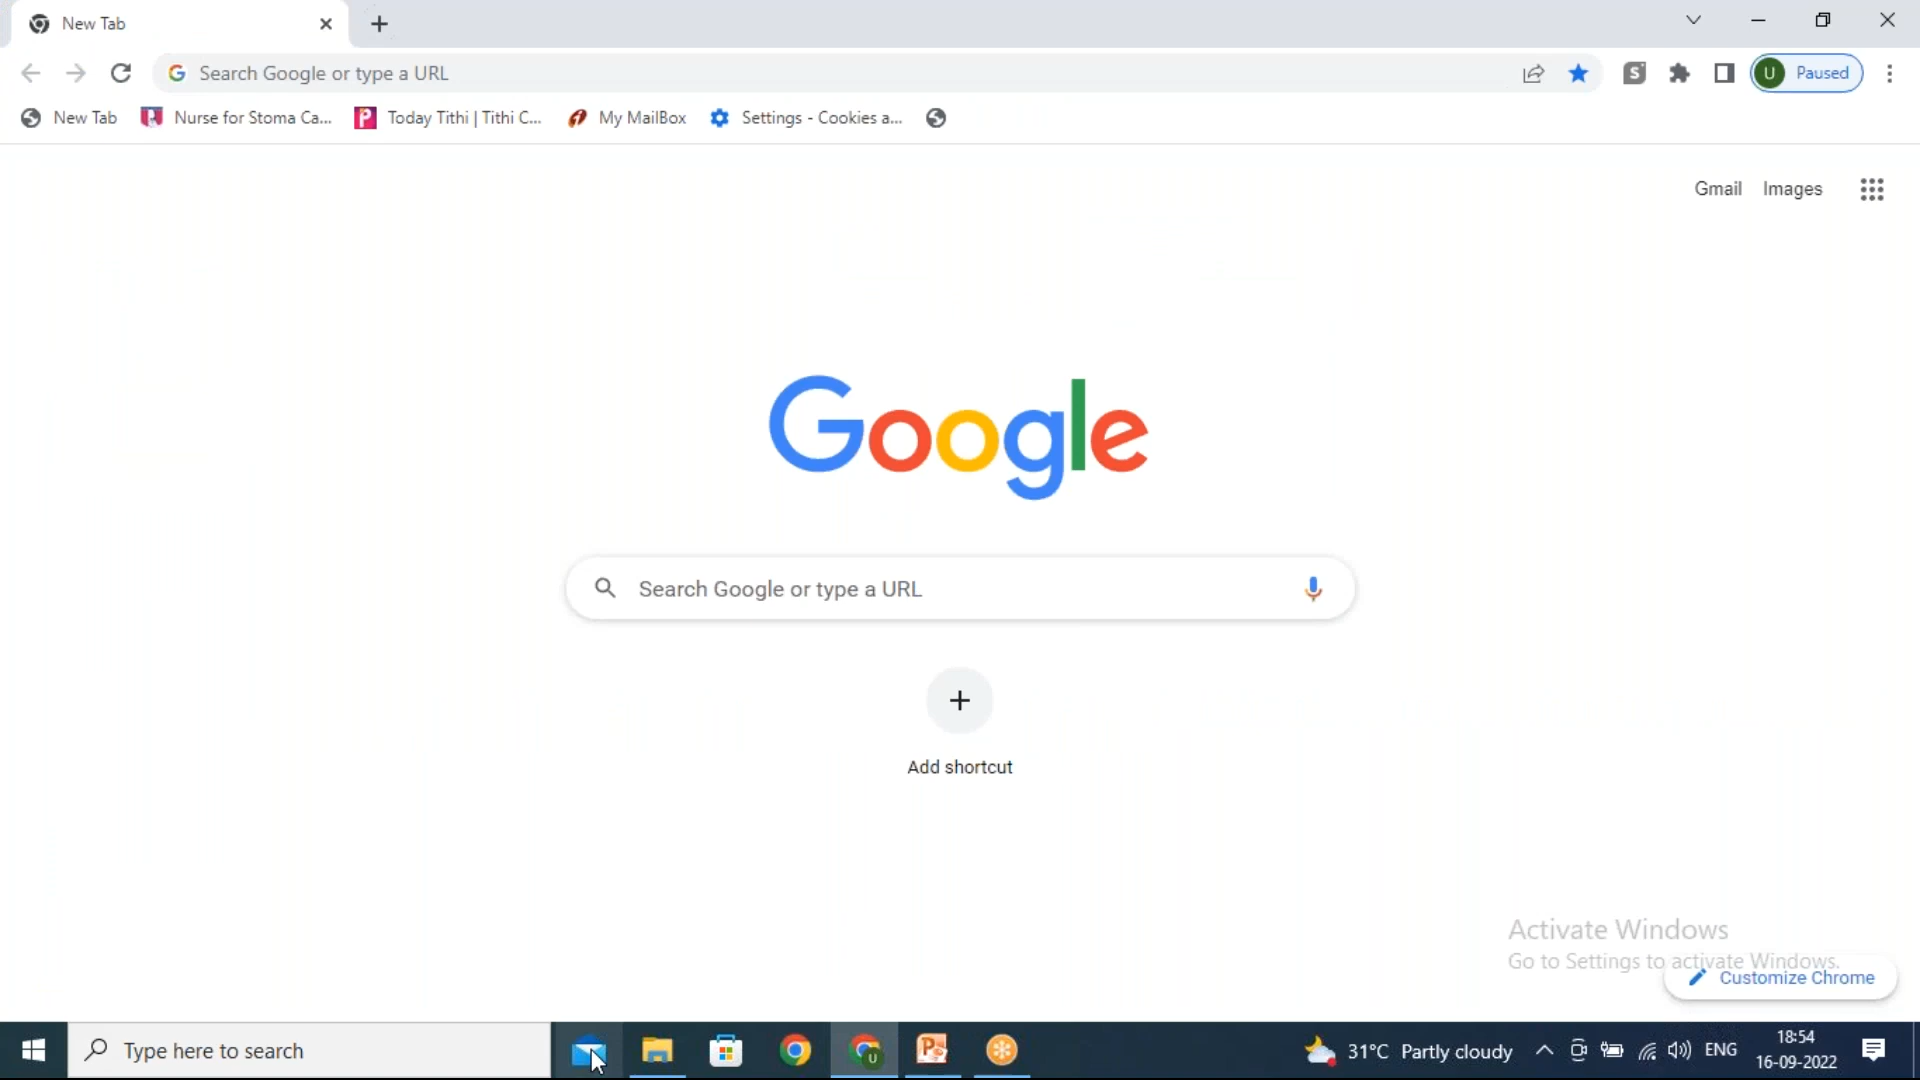 New Tab
Search Google or type a URL
Paused
New Tab
Nurse for Stoma Ca...
Today Tithi | Tithi C...
My MailBox
Settings - Cookies a...
Gmail
Images
Google
Search Google or type a URL
Add shortcut
Activate Windows
Go to Settings to activate Windows.
Customize Chrome
Type here to search
31°C Partly cloudy
ENG
18:54
16-09-2022